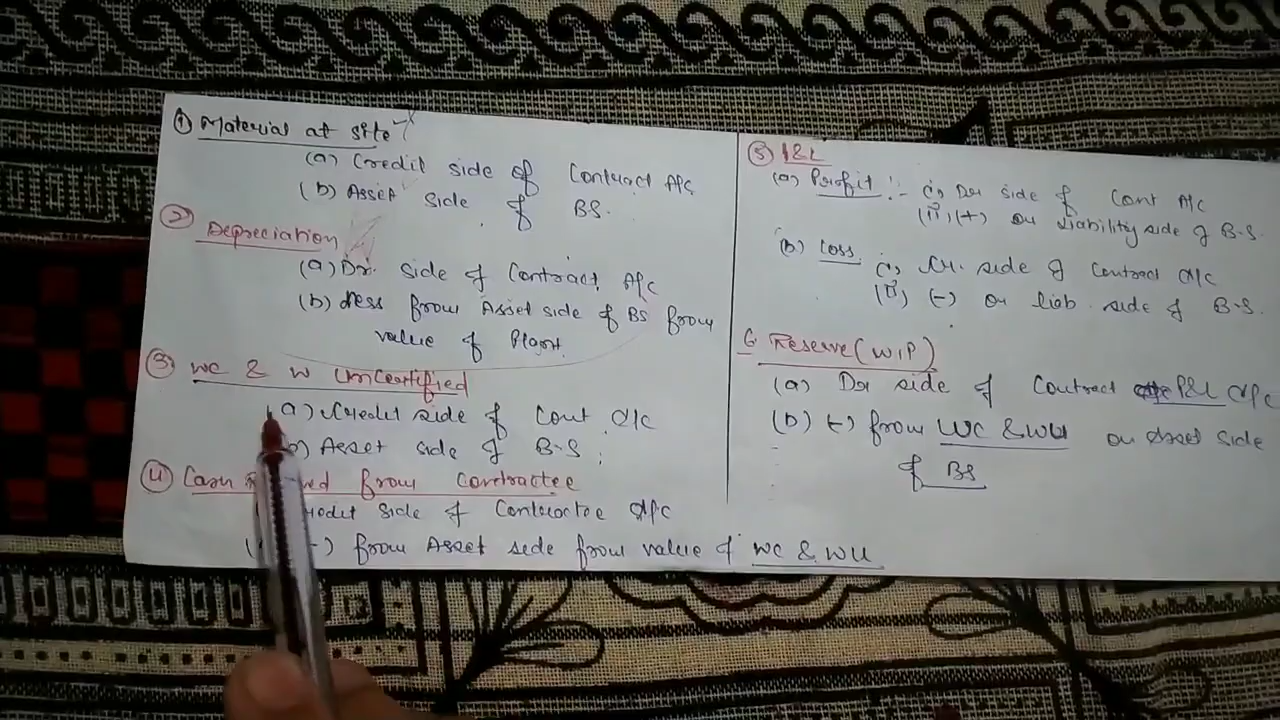 ① Material at site -
(a) Credit side of Contract A/c
(b) Asset side of BS.
② Depreciation
(a) Dr. side of Contract A/c
(b) Less from Asset side of BS from
value of Plant.
③ WC & W Uncertified
(a) Credit side of Cont. A/c
b) Asset side of B-S.
④ from Contractee
side of Contractee A/c
(-) from Asset side from value of WC & WU
⑤ P&L
(a) Profit :- (i) Dr side of Cont A/c
(ii) (+) on Liability side of B-S.
(b) Loss (i) Cr. side of Contract A/c
(ii) (-) on liab. side of B-S.
6. Reserve (WIP)
(a) Dr side of Contract P&L A/c
(b) (-) from WC & WU on Asset side
of BS